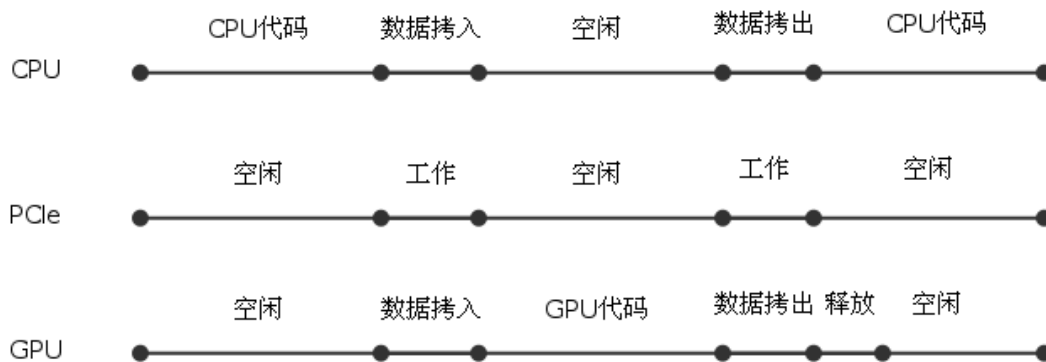 CPU代码 数据拷入 空闲 数据拷出 CPU代码
CPU
空闲 工作 空闲 工作 空闲
PCIe
空闲 数据拷入 GPU代码 数据拷出 释放 空闲
GPU